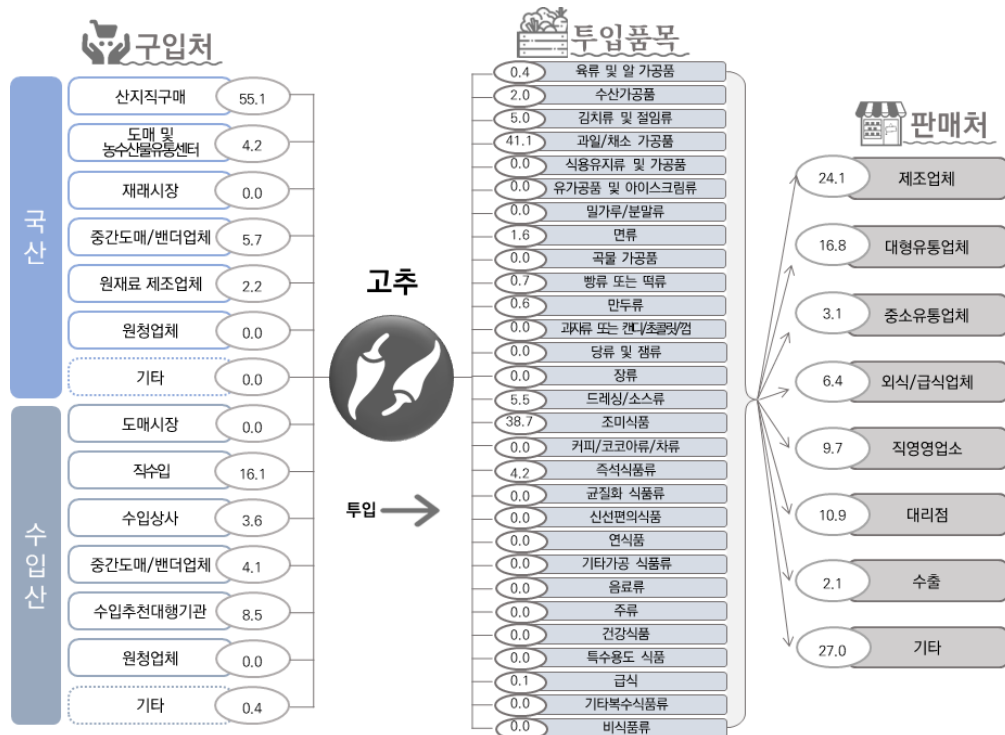 구입처
국산
산지직구매 55.1
도매 및
농수산물유통센터 4.2
재래시장 0.0
중간도매/밴더업체 5.7
원재료 제조업체 2.2
원청업체 0.0
기타 0.0
수입산
도매시장 0.0
직수입 16.1
수입상사 3.6
중간도매/밴더업체 4.1
수입추천대행기관 8.5
원청업체 0.0
기타 0.4
고추
투입
투입품목
0.4 육류 및 알 가공품
2.0 수산가공품
5.0 김치류 및 절임류
41.1 과일/채소 가공품
0.0 식용유지류 및 가공품
0.0 유가공품 및 아이스크림류
0.0 밀가루/분말류
1.6 면류
0.0 곡물 가공품
0.7 빵류 또는 떡류
0.6 만두류
0.0 과자류 또는 캔디/초콜릿/껌
0.0 당류 및 잼류
0.0 장류
5.5 드레싱/소스류
38.7 조미식품
0.0 커피/코코아류/차류
4.2 즉석식품류
0.0 균질화 식품류
0.0 신선편의식품
0.0 연식품
0.0 기타가공 식품류
0.0 음료류
0.0 주류
0.0 건강식품
0.0 특수용도 식품
0.1 급식
0.0 기타복수식품류
0.0 비식품류
판매처
24.1 제조업체
16.8 대형유통업체
3.1 중소유통업체
6.4 외식/급식업체
9.7 직영영업소
10.9 대리점
2.1 수출
27.0 기타